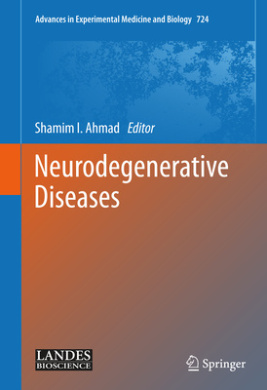 Advances in Experimental Medicine and Biology 724
Shamim I. Ahmad Editor
Neurodegenerative
Diseases
LANDES
BIOSCIENCE
Springer